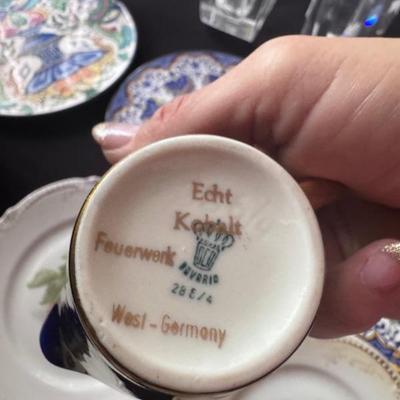 Echt
Kobalt
Feuerwerk
BAVARIA
28 E/4
West - Germany